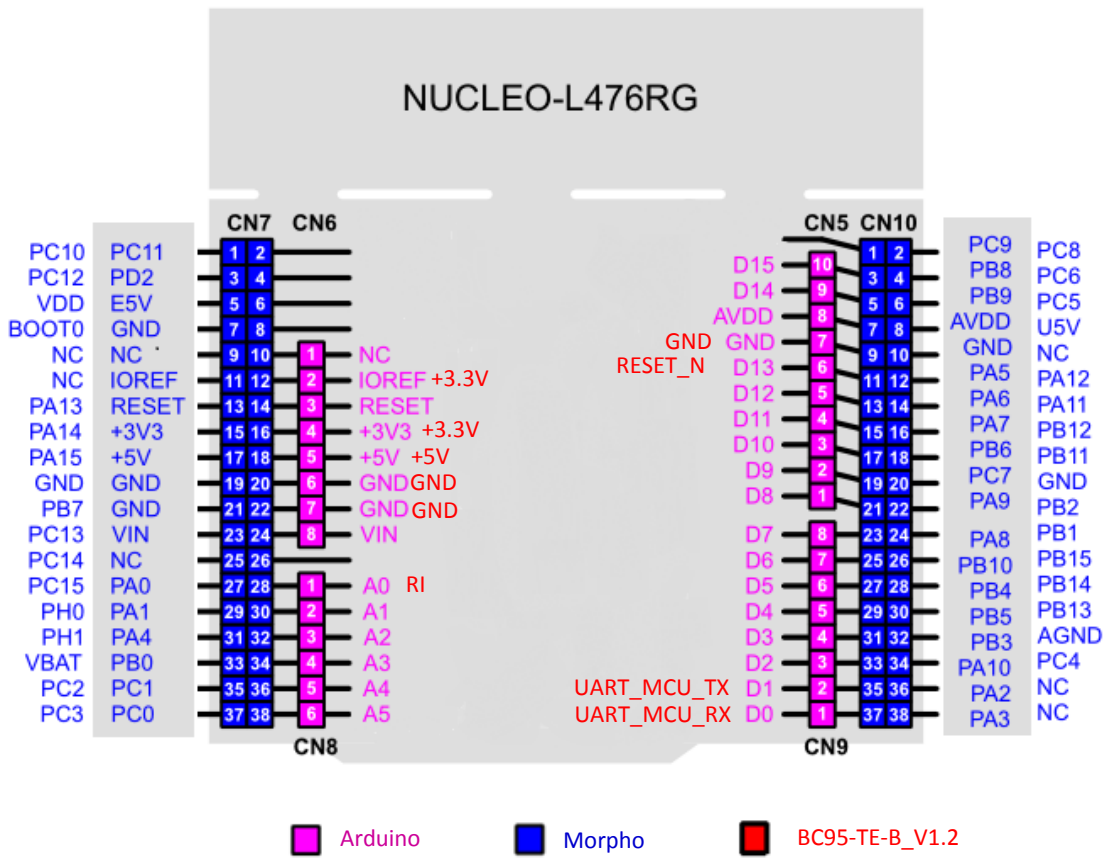 NUCLEO-L476RG
CN7 CN6 CN5 CN10
PC10 PC11 1 2 1 2 PC9 PC8
PC12 PD2 3 4 D15 10 3 4 PB8 PC6
VDD E5V 5 6 D14 9 5 6 PB9 PC5
BOOT0 GND 7 8 AVDD 8 7 8 AVDD U5V
NC NC 9 10 1 NC GND GND 7 9 10 GND NC
NC IOREF 11 12 2 IOREF +3.3V RESET_N D13 6 11 12 PA5 PA12
PA13 RESET 13 14 3 RESET D12 5 13 14 PA6 PA11
PA14 +3V3 15 16 4 +3V3 +3.3V D11 4 15 16 PA7 PB12
PA15 +5V 17 18 5 +5V +5V D10 3 17 18 PB6 PB11
GND GND 19 20 6 GND GND D9 2 19 20 PC7 GND
PB7 GND 21 22 7 GND GND D8 1 21 22 PA9 PB2
PC13 VIN 23 24 8 VIN D7 8 23 24 PA8 PB1
PC14 NC 25 26 D6 7 25 26 PB10 PB15
PC15 PA0 27 28 1 A0 RI D5 6 27 28 PB4 PB14
PH0 PA1 29 30 2 A1 D4 5 29 30 PB5 PB13
PH1 PA4 31 32 3 A2 D3 4 31 32 PB3 AGND
VBAT PB0 33 34 4 A3 D2 3 33 34 PA10 PC4
PC2 PC1 35 36 5 A4 UART_MCU_TX D1 2 35 36 PA2 NC
PC3 PC0 37 38 6 A5 UART_MCU_RX D0 1 37 38 PA3 NC
CN8 CN9
Arduino Morpho BC95-TE-B_V1.2